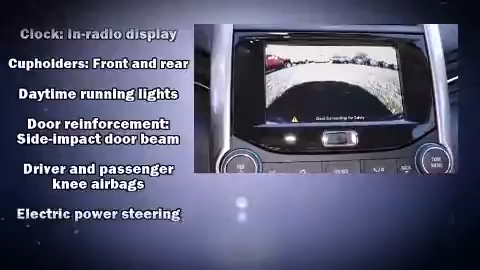 Clock: In-radio display
Cupholders: Front and rear
Daytime running lights
Door reinforcement:
Side-impact door beam
Driver and passenger
knee airbags
Electric power steering